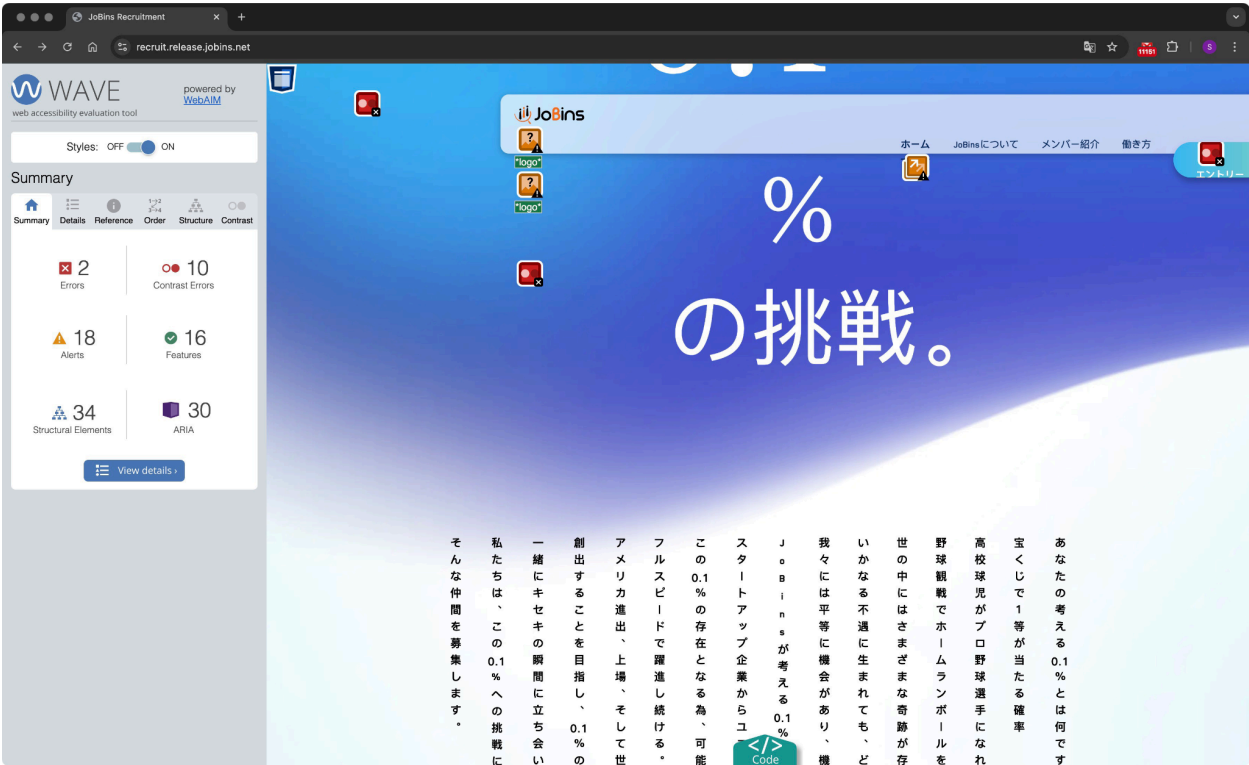 JoBins Recruitment
recruit.release.jobins.net
11151
S
WAVE
web accessibility evaluation tool
powered by
WebAIM
Styles: OFF ON
Summary
Summary Details Reference Order Structure Contrast
2
Errors
10
Contrast Errors
18
Alerts
16
Features
34
Structural Elements
30
ARIA
View details ›
JoBins
*logo*
*logo*
ホーム JoBinsについて メンバー紹介 働き方
エントリー
%
の挑戦。
あなたの考える0.1%とは何です
宝くじで1等が当たる確率
高校球児がプロ野球選手になれ
野球観戦でホームランボールを
世の中にはさまざまな奇跡が存
いかなる不遇に生まれても、ど
我々には平等に機会があり、機
JoBinsが考える0.1%
スタートアップ企業からユ
この0.1%の存在となる為、可能
フルスピードで躍進し続ける。
アメリカ進出、上場、そして世
創出することを目指し、0.1%の
一緒にキセキの瞬間に立ち会い
私たちは、この0.1%への挑戦に
そんな仲間を募集します。
</>
Code